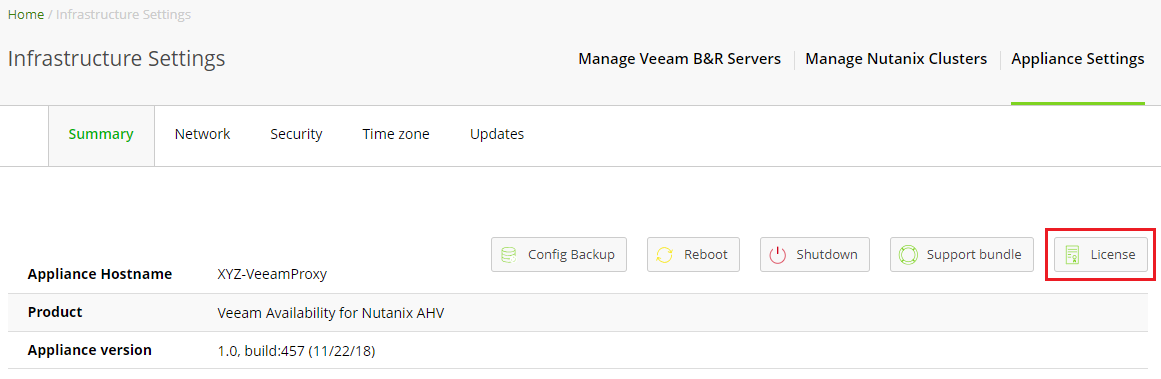 Home / Infrastructure Settings
Infrastructure Settings
Manage Veeam B&R Servers Manage Nutanix Clusters Appliance Settings
Summary Network Security Time zone Updates
Config Backup Reboot Shutdown Support bundle License
Appliance Hostname XYZ-VeeamProxy
Product Veeam Availability for Nutanix AHV
Appliance version 1.0, build:457 (11/22/18)